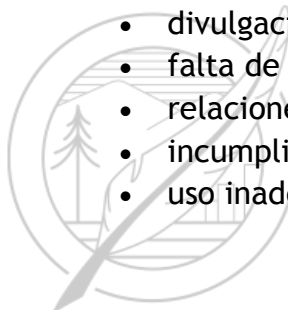 • divulgaci
• falta de
• relacione
• incumpli
• uso inad